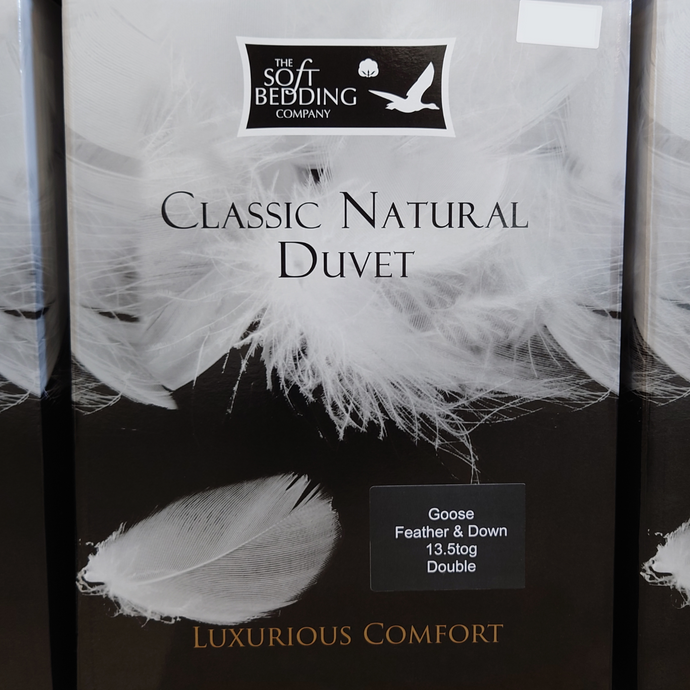 THE
SOft
BEDDING
COMPANY
CLASSIC NATURAL
DUVET
Goose
Feather & Down
13.5tog
Double
LUXURIOUS COMFORT